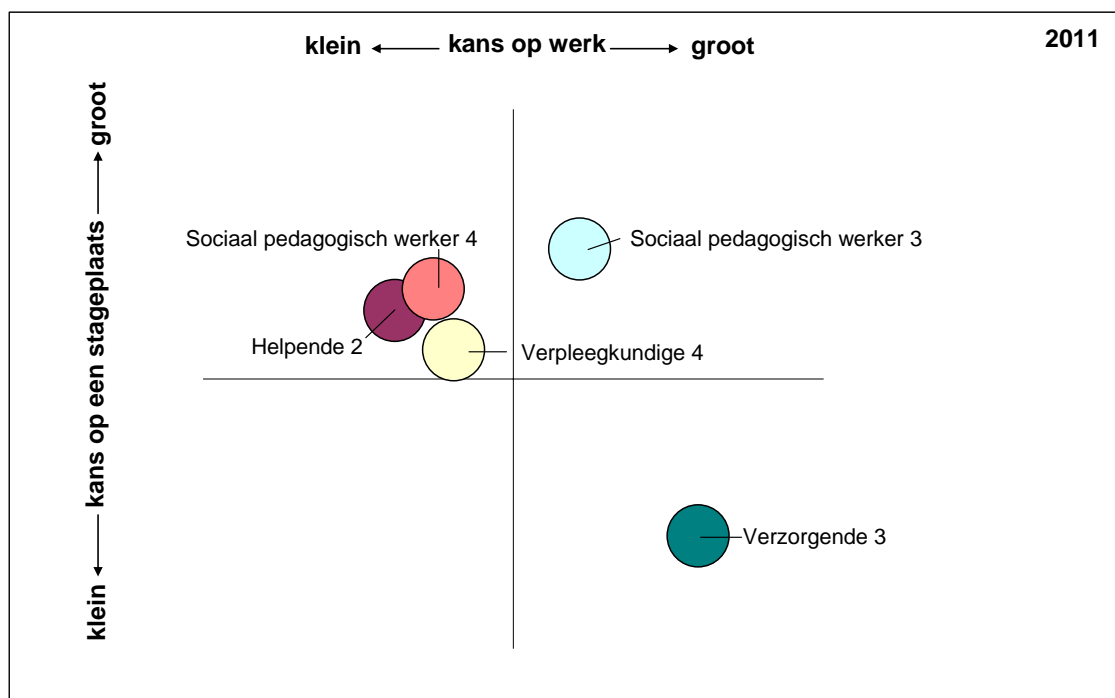 klein kans op werk groot
2011
groot
kans op een stageplaats
klein
Sociaal pedagogisch werker 4
Sociaal pedagogisch werker 3
Helpende 2
Verpleegkundige 4
Verzorgende 3